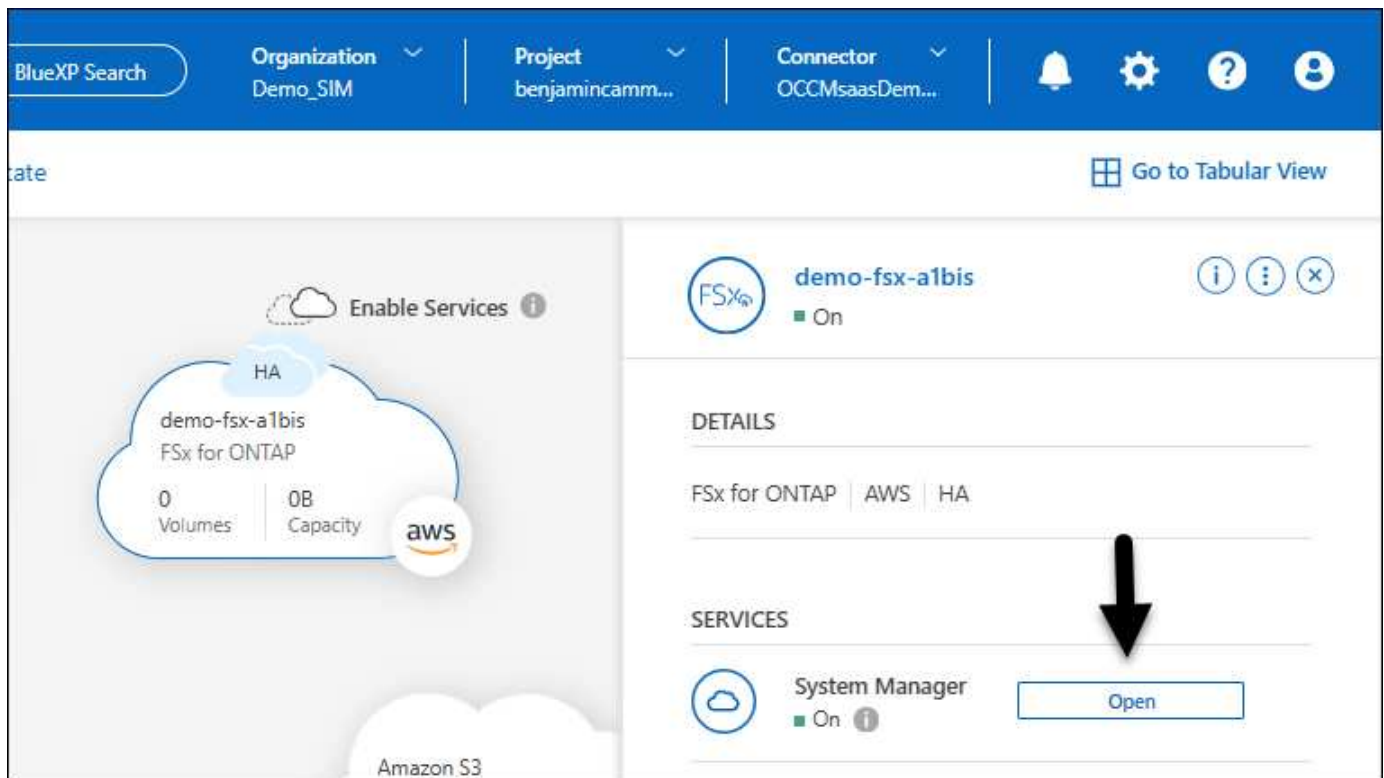 BlueXP Search
Organization
Demo_SIM
Project
benjamincamm...
Connector
OCCMsaasDem...
Go to Tabular View
Enable Services
HA
demo-fsx-a1bis
FSx for ONTAP
0
Volumes
0B
Capacity
aws
Amazon S3
FSx
demo-fsx-a1bis
On
DETAILS
FSx for ONTAP | AWS | HA
SERVICES
System Manager
On
Open